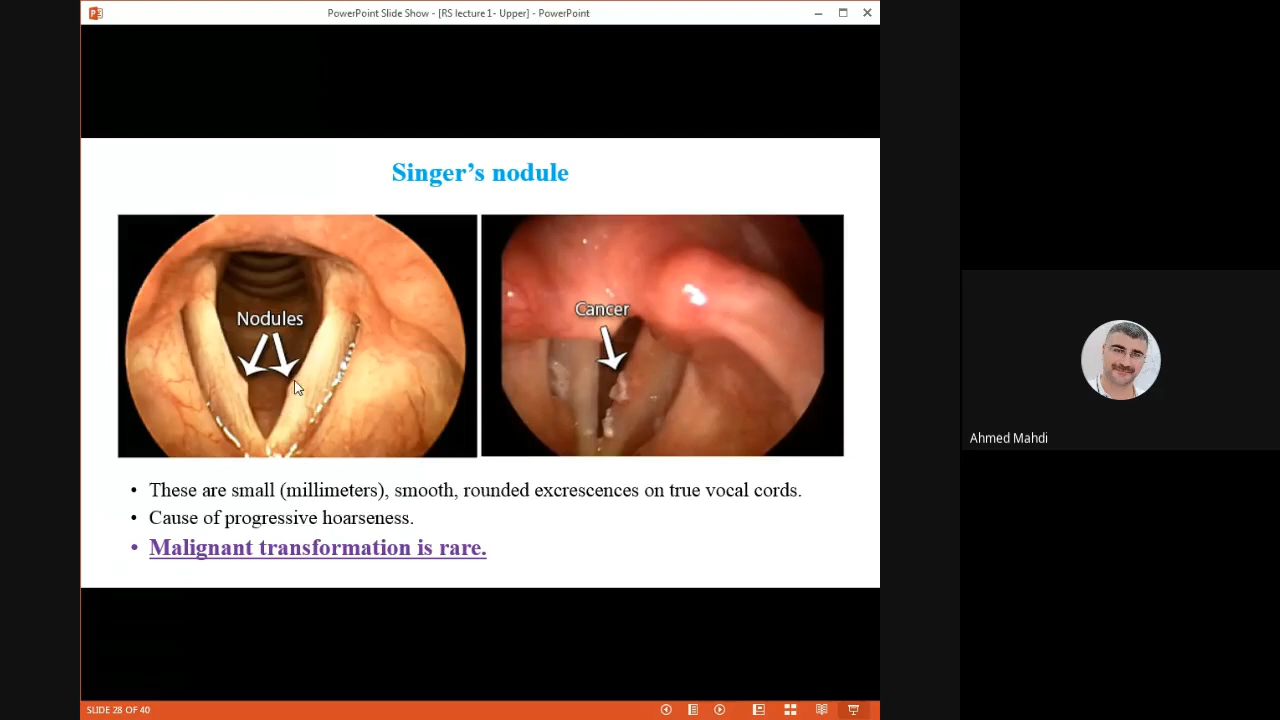 PowerPoint Slide Show - [RS lecture 1- Upper] - PowerPoint
Singer's nodule
Nodules
Cancer
• These are small (millimeters), smooth, rounded excrescences on true vocal cords.
• Cause of progressive hoarseness.
• Malignant transformation is rare.
Ahmed Mahdi
SLIDE 28 OF 40